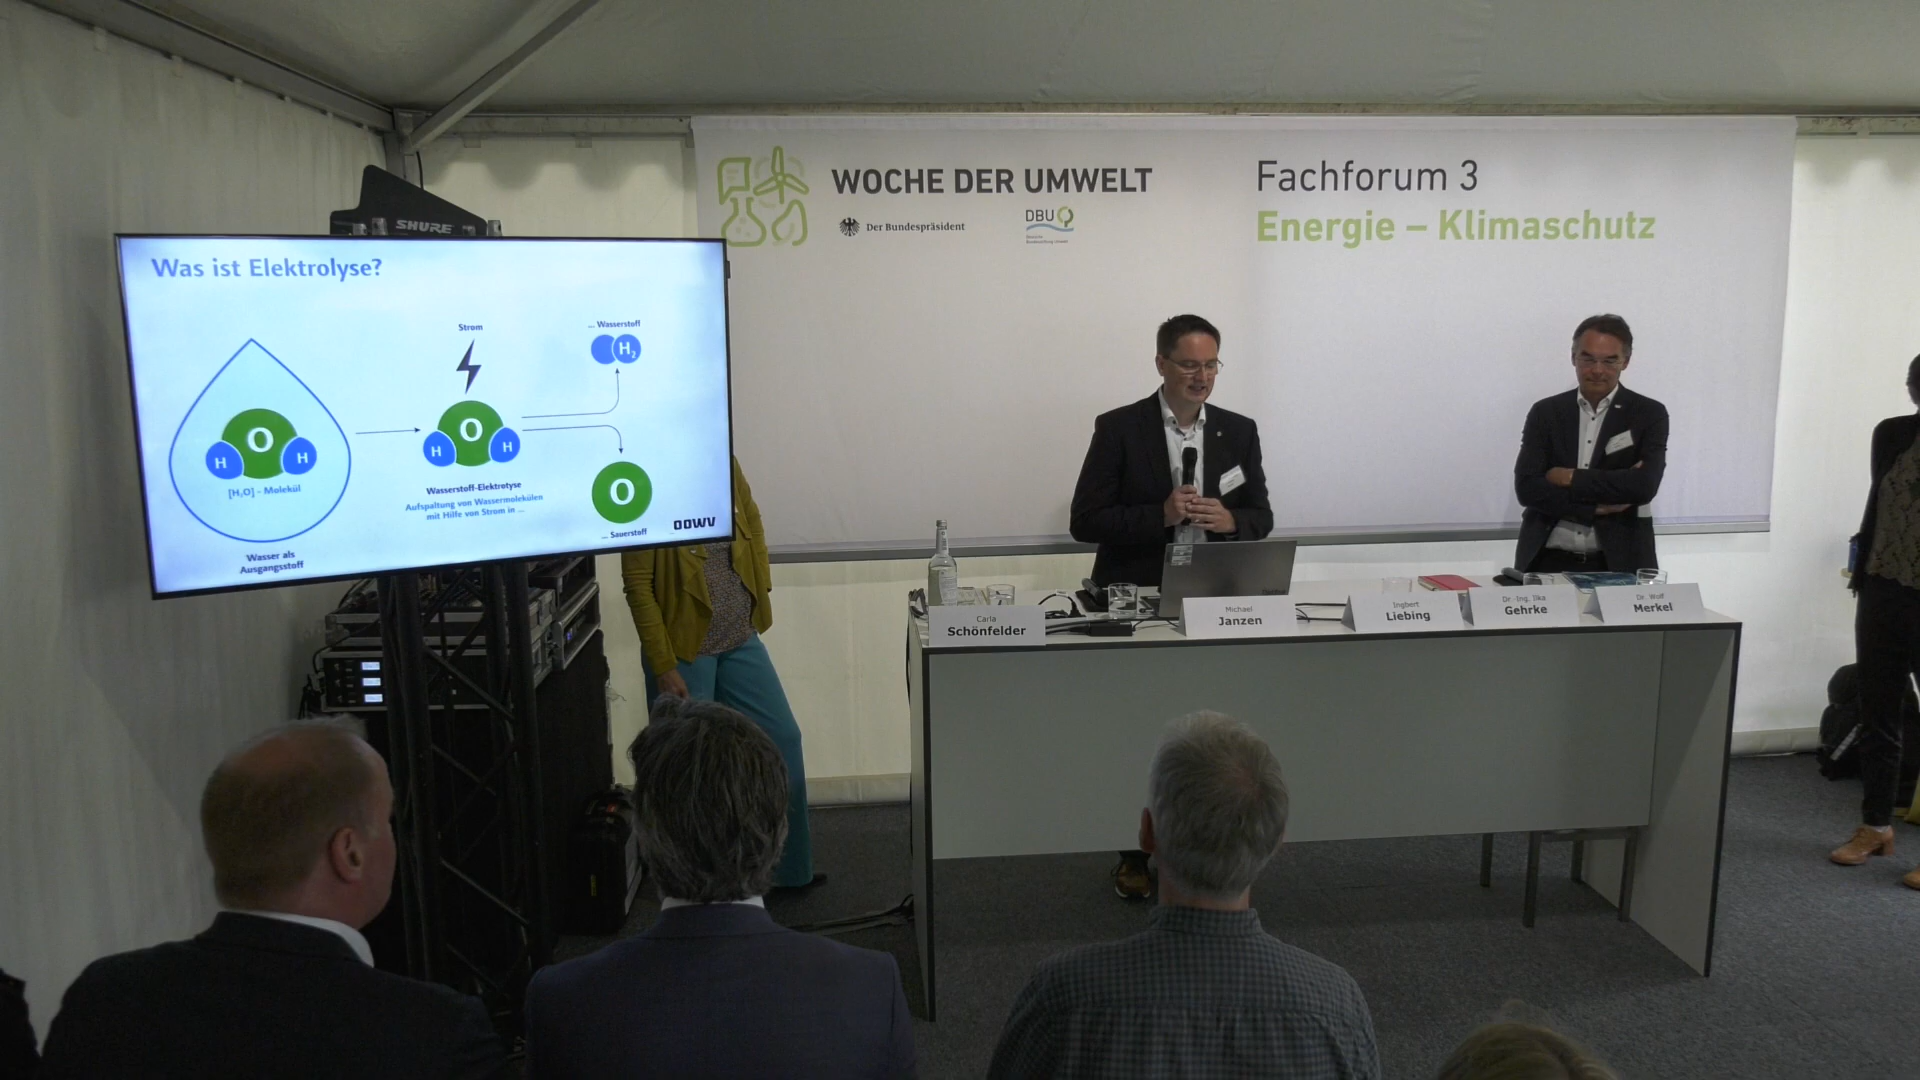 WOCHE DER UMWELT
Der Bundespräsident
DBU
Fachforum 3
Energie – Klimaschutz
SHURE
Was ist Elektrolyse?
Strom
... Wasserstoff
H2
O
H
H
[H2O] - Molekül
O
H
H
Wasserstoff-Elektrolyse
Aufspaltung von Wassermolekülen
mit Hilfe von Strom in ...
O
... Sauerstoff
Wasser als
Ausgangsstoff
OOWV
Carla
Schönfelder
Michael
Janzen
Ingbert
Liebing
Dr.-Ing. Ilka
Gehrke
Dr. Wolf
Merkel